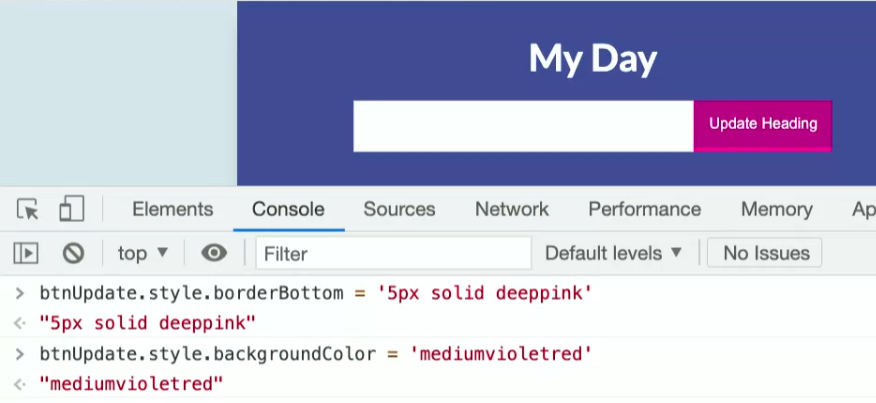 My Day
Update Heading
Elements Console Sources Network Performance Memory Ap
top ▼ Filter Default levels ▼ No Issues
> btnUpdate.style.borderBottom = '5px solid deeppink'
<· "5px solid deeppink"
> btnUpdate.style.backgroundColor = 'mediumvioletred'
<· "mediumvioletred"